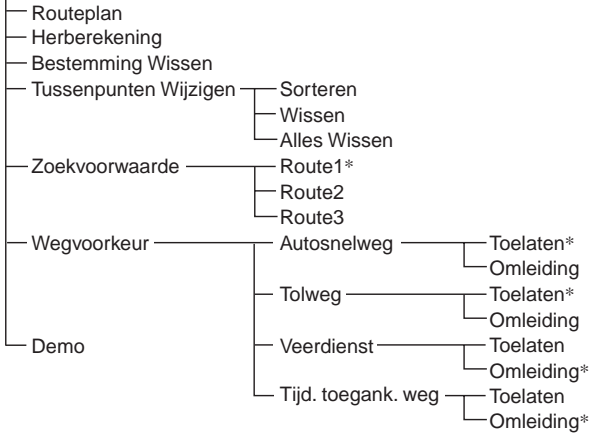 Routeplan
Herberekening
Bestemming Wissen
Tussenpunten Wijzigen Sorteren
Wissen
Alles Wissen
Zoekvoorwaarde Route1*
Route2
Route3
Wegvoorkeur Autosnelweg Toelaten*
Omleiding
Tolweg Toelaten*
Omleiding
Demo Veerdienst Toelaten
Omleiding*
Tijd. toegank. weg Toelaten
Omleiding*